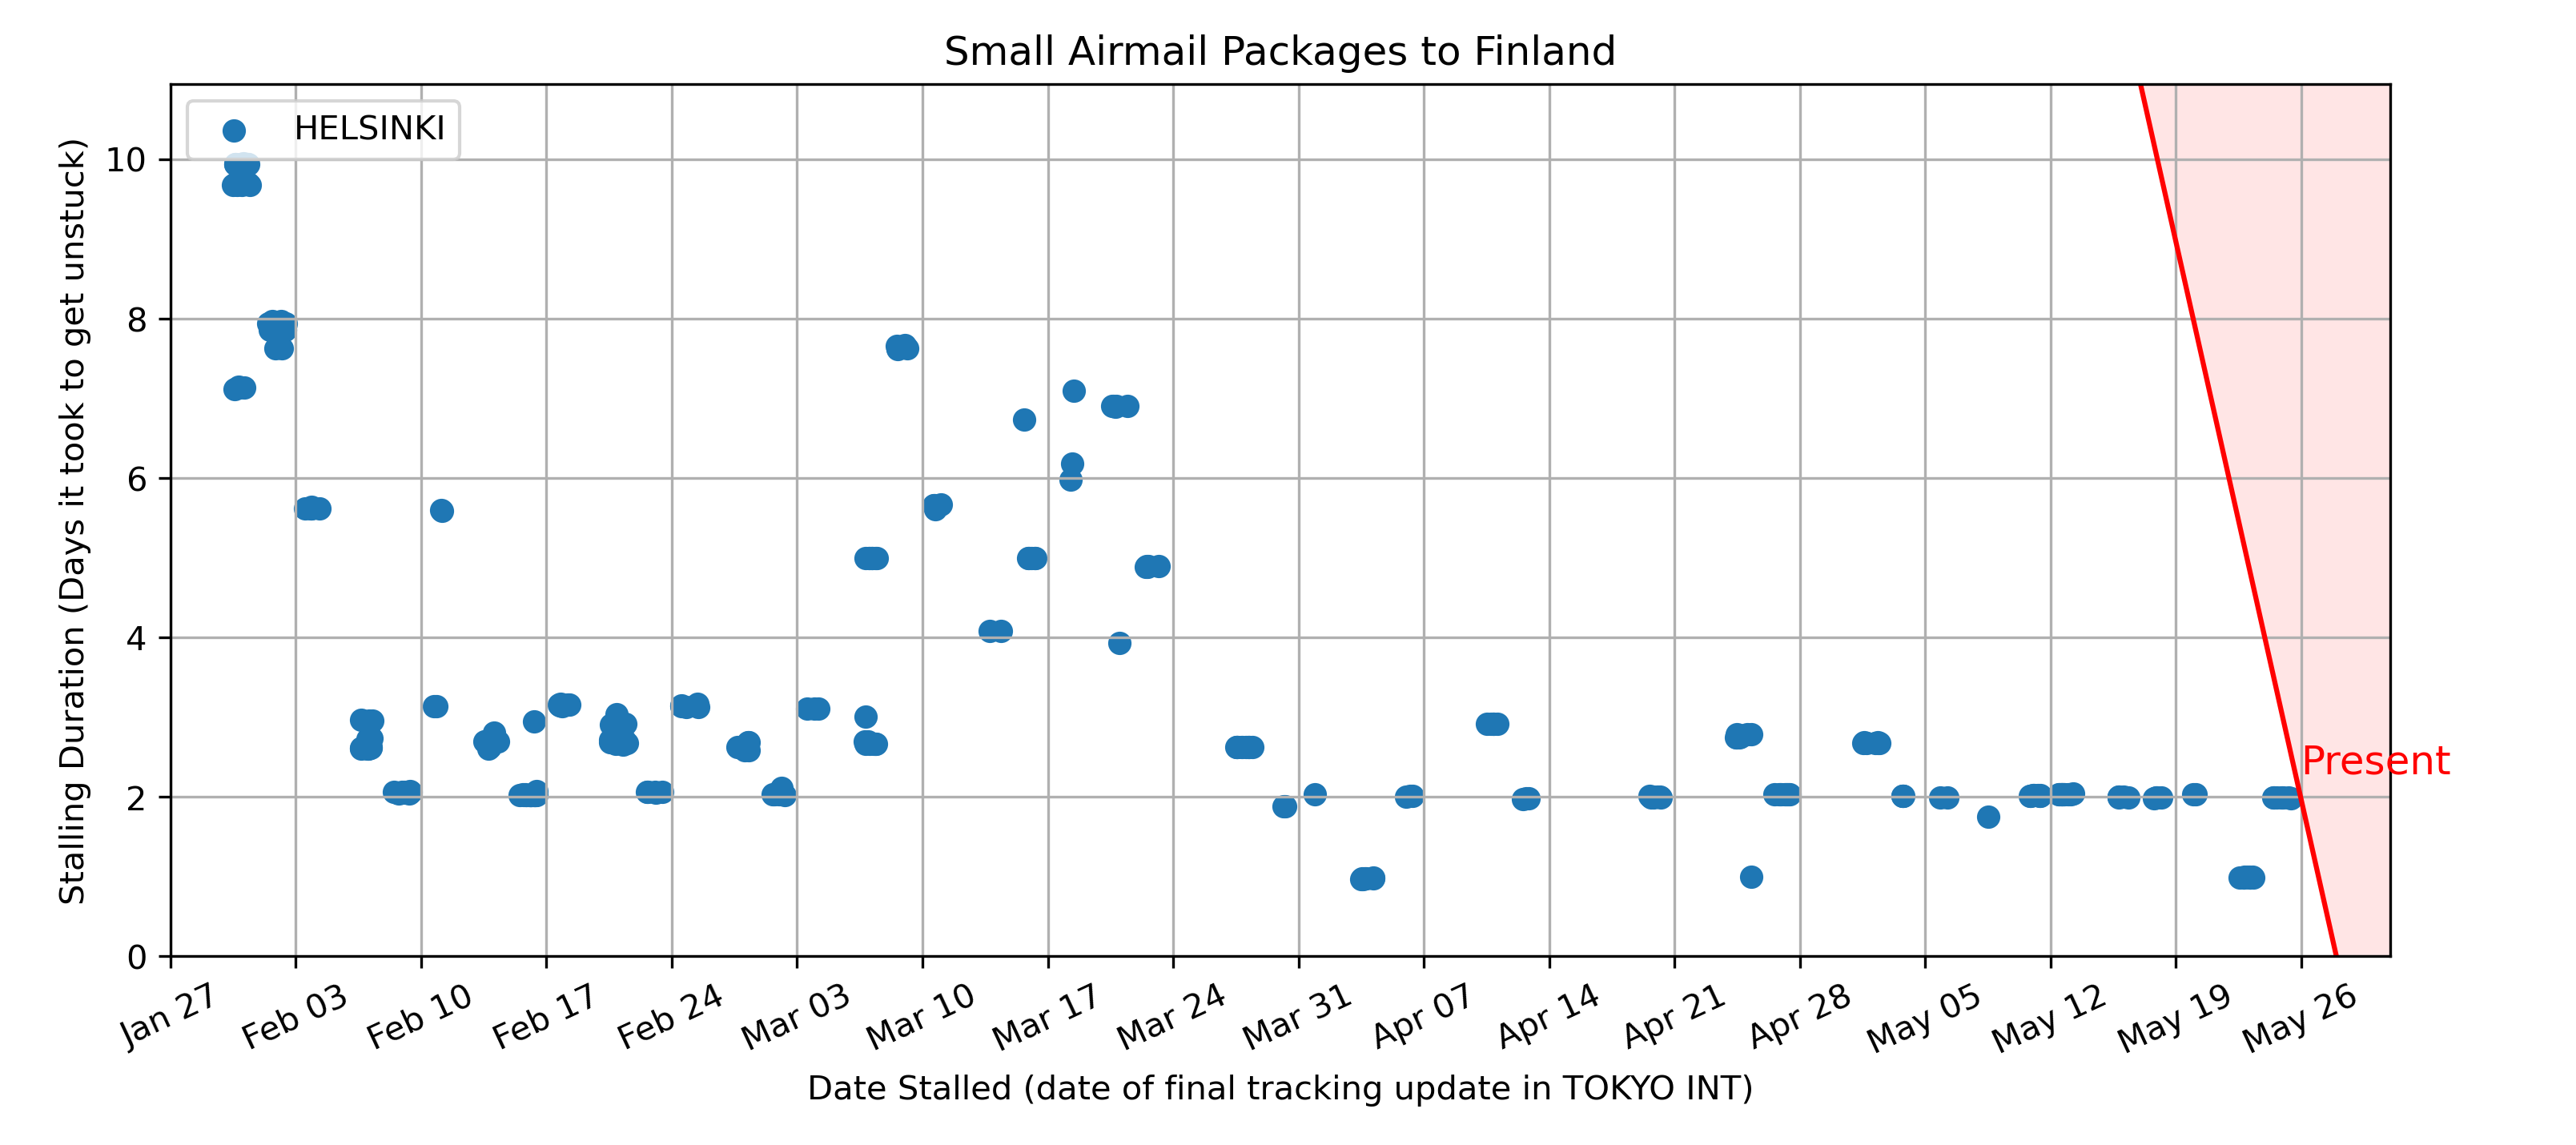 Small Airmail Packages to Finland
HELSINKI
Stalling Duration (Days it took to get unstuck)
10
8
6
4
2
0
Present
Jan 27 Feb 03 Feb 10 Feb 17 Feb 24 Mar 03 Mar 10 Mar 17 Mar 24 Mar 31 Apr 07 Apr 14 Apr 21 Apr 28 May 05 May 12 May 19 May 26
Date Stalled (date of final tracking update in TOKYO INT)